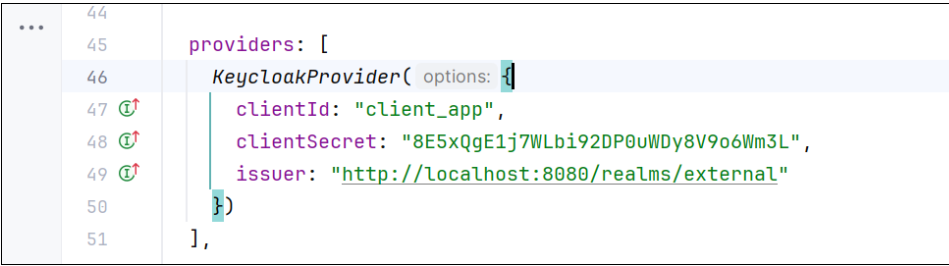 44
45 providers: [
46 KeycloakProvider( options: {
47 clientId: "client_app",
48 clientSecret: "8E5xQgE1j7WLbi92DP0uWDy8V9o6Wm3L",
49 issuer: "http://localhost:8080/realms/external"
50 })
51 ],